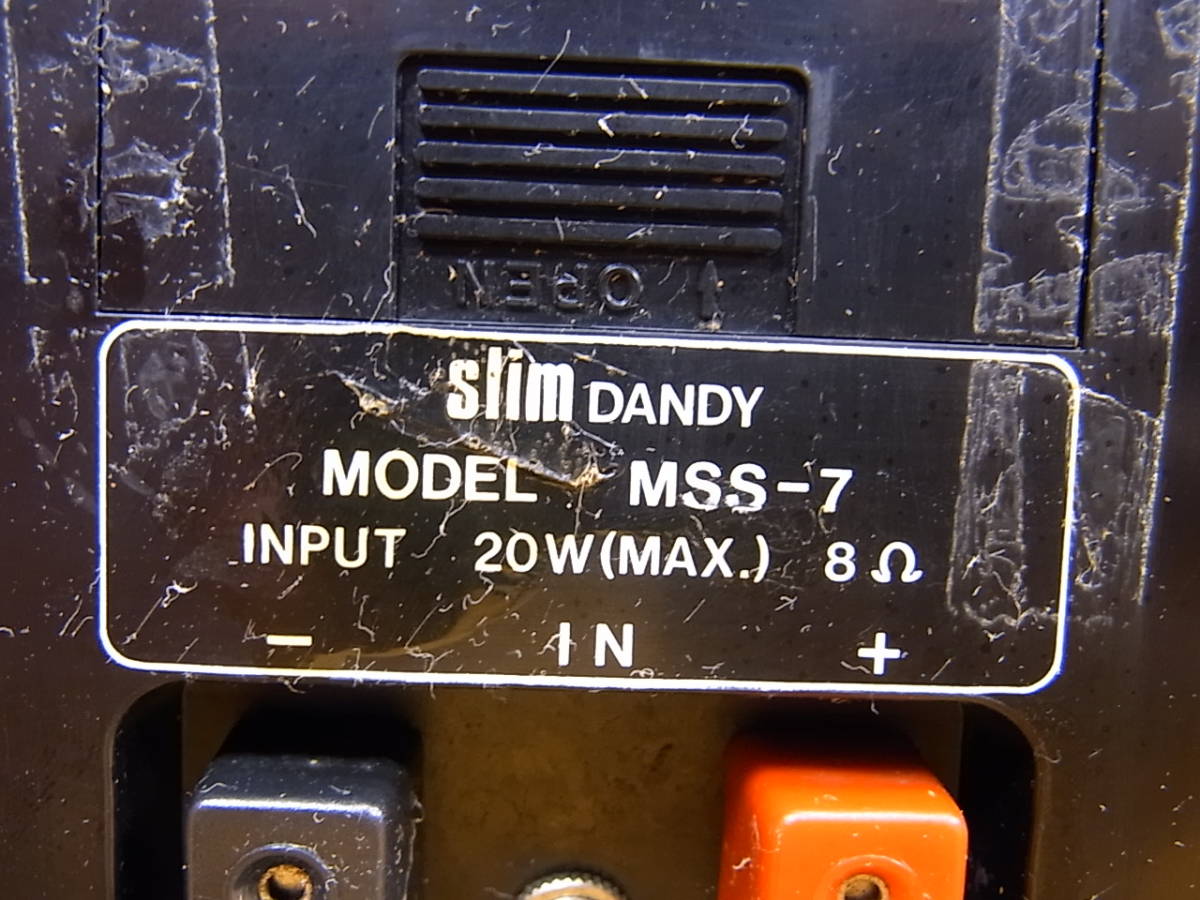 OPEN
slim DANDY
MODEL MSS-7
INPUT 20W(MAX.) 8Ω
- IN +